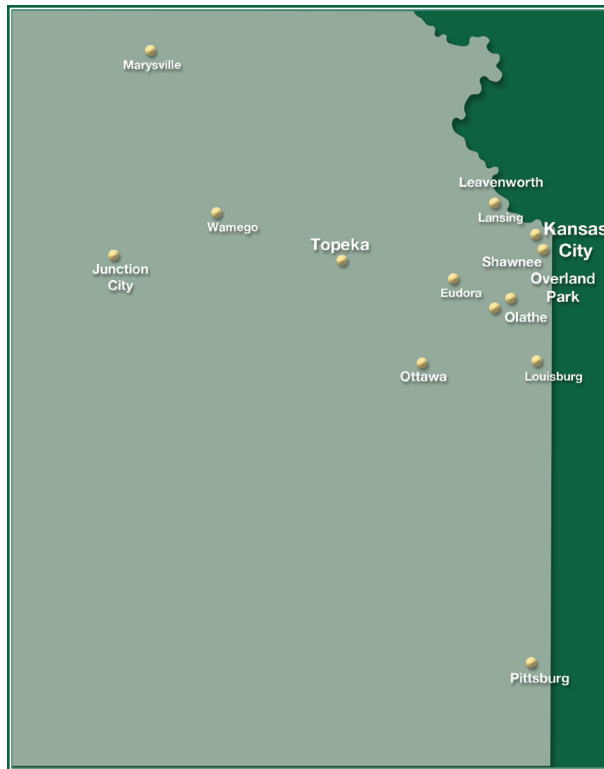 Marysville
Leavenworth
Lansing
Wamego
Kansas
City
Topeka
Shawnee
Junction
City
Overland
Park
Eudora
Olathe
Ottawa
Louisburg
Pittsburg